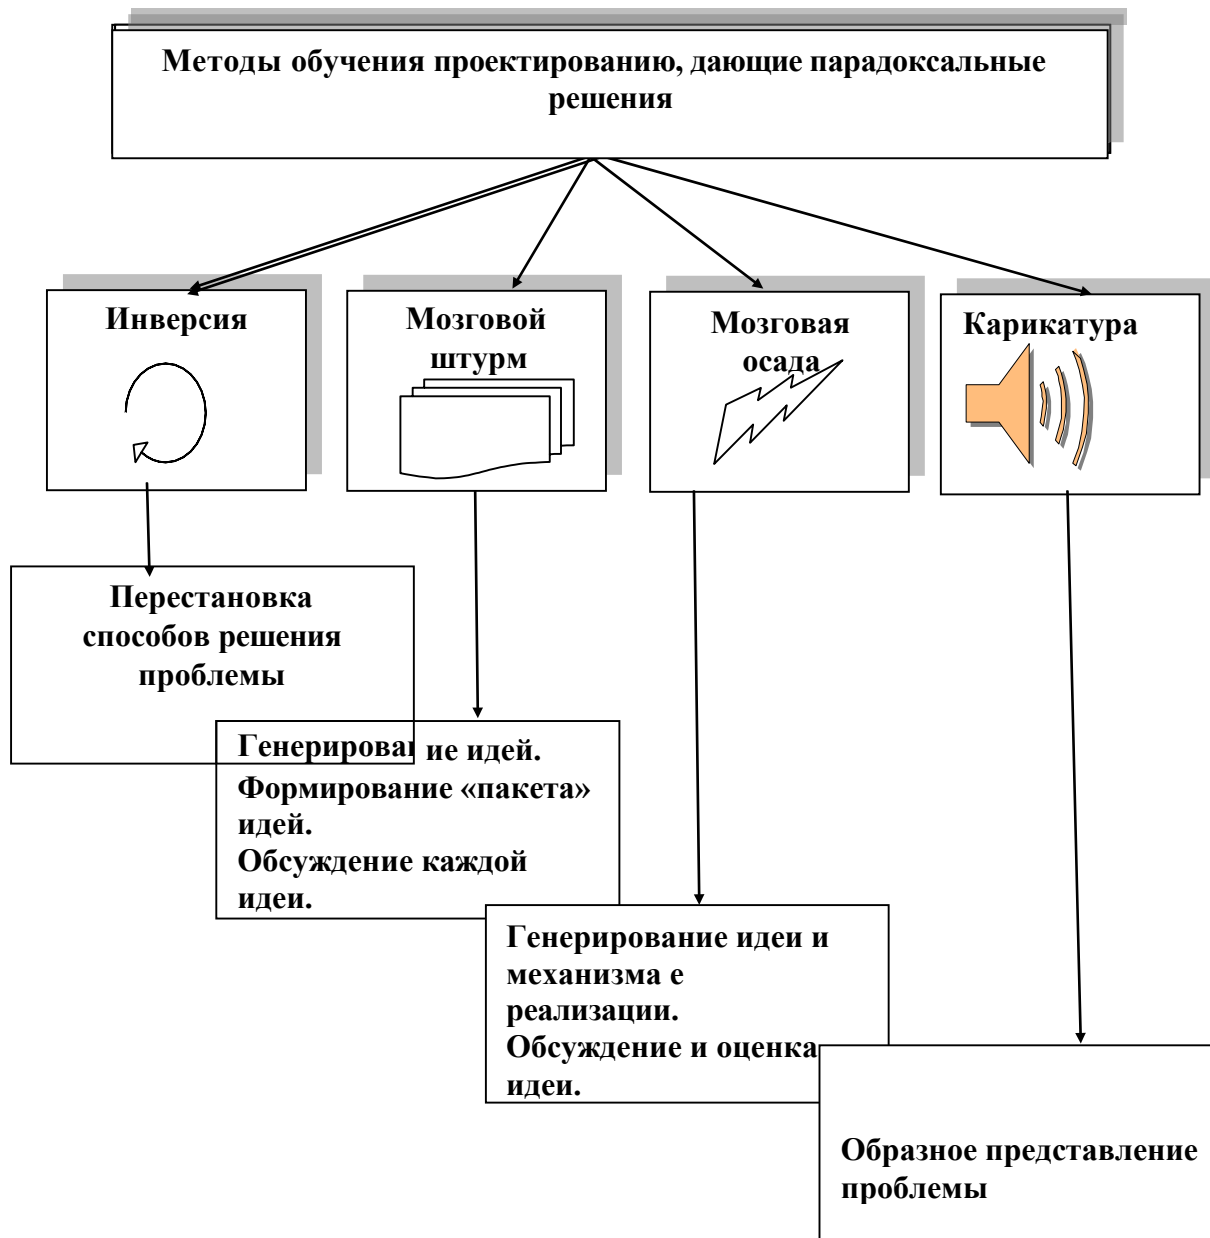 Методы обучения проектированию, дающие парадоксальные
решения
Инверсия
Мозговой
штурм
Мозговая
осада
Карикатура
Перестановка
способов решения
проблемы
Генерирование идей.
Формирование «пакета»
идей.
Обсуждение каждой
идеи.
Генерирование идеи и
механизма е
реализации.
Обсуждение и оценка
идеи.
Образное представление
проблемы